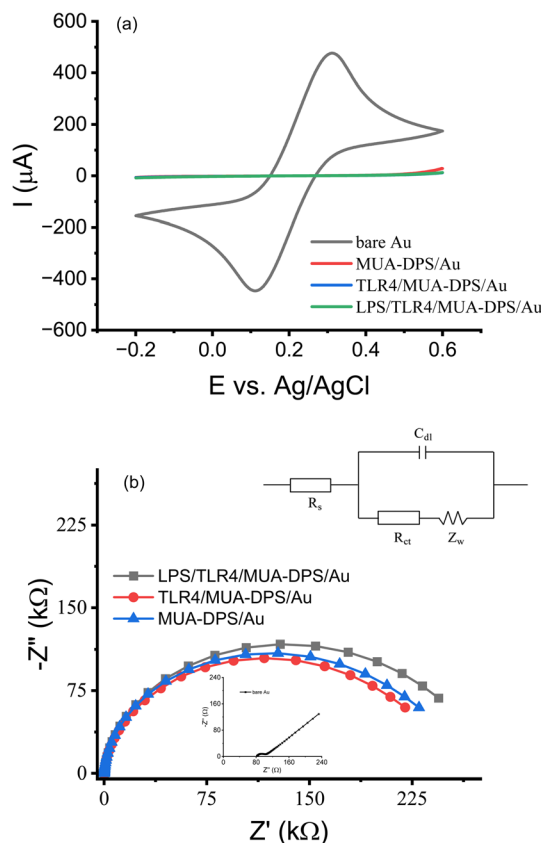 (a)
600
400
200
0
−200
−400
−600
I (μA)
bare Au
MUA-DPS/Au
TLR4/MUA-DPS/Au
LPS/TLR4/MUA-DPS/Au
−0.2 0.0 0.2 0.4 0.6
E vs. Ag/AgCl
(b)
Cdl
Rs
Rct Zw
225
150
75
0
-Z" (kΩ)
LPS/TLR4/MUA-DPS/Au
TLR4/MUA-DPS/Au
MUA-DPS/Au
bare Au
160
80
0
-Z" (Ω)
80 160 240
Z" (Ω)
0 75 150 225
Z' (kΩ)